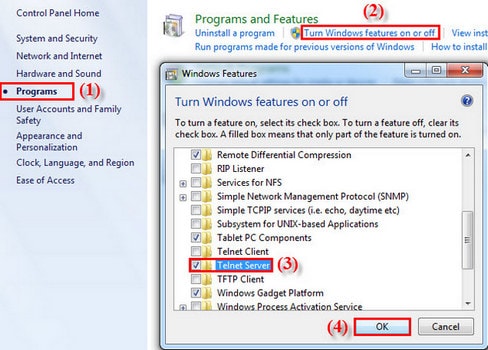 Control Panel Home
System and Security
Network and Internet
Hardware and Sound
Programs
(1)
User Accounts and Family
Safety
Appearance and
Personalization
Clock, Language, and Region
Ease of Access
(2)
Programs and Features
Uninstall a program
Turn Windows features on or off
View inst
Run programs made for previous versions of Windows
How to install
Windows Features
Turn Windows features on or off
To turn a feature on, select its check box. To turn a feature off, clear its
check box. A filled box means that only part of the feature is turned on.
Remote Differential Compression
RIP Listener
Services for NFS
Simple Network Management Protocol (SNMP)
Simple TCPIP services (i.e. echo, daytime etc)
Subsystem for UNIX-based Applications
Tablet PC Components
Telnet Client
Telnet Server
(3)
TFTP Client
Windows Gadget Platform
Windows Process Activation Service
(4)
OK
Cancel